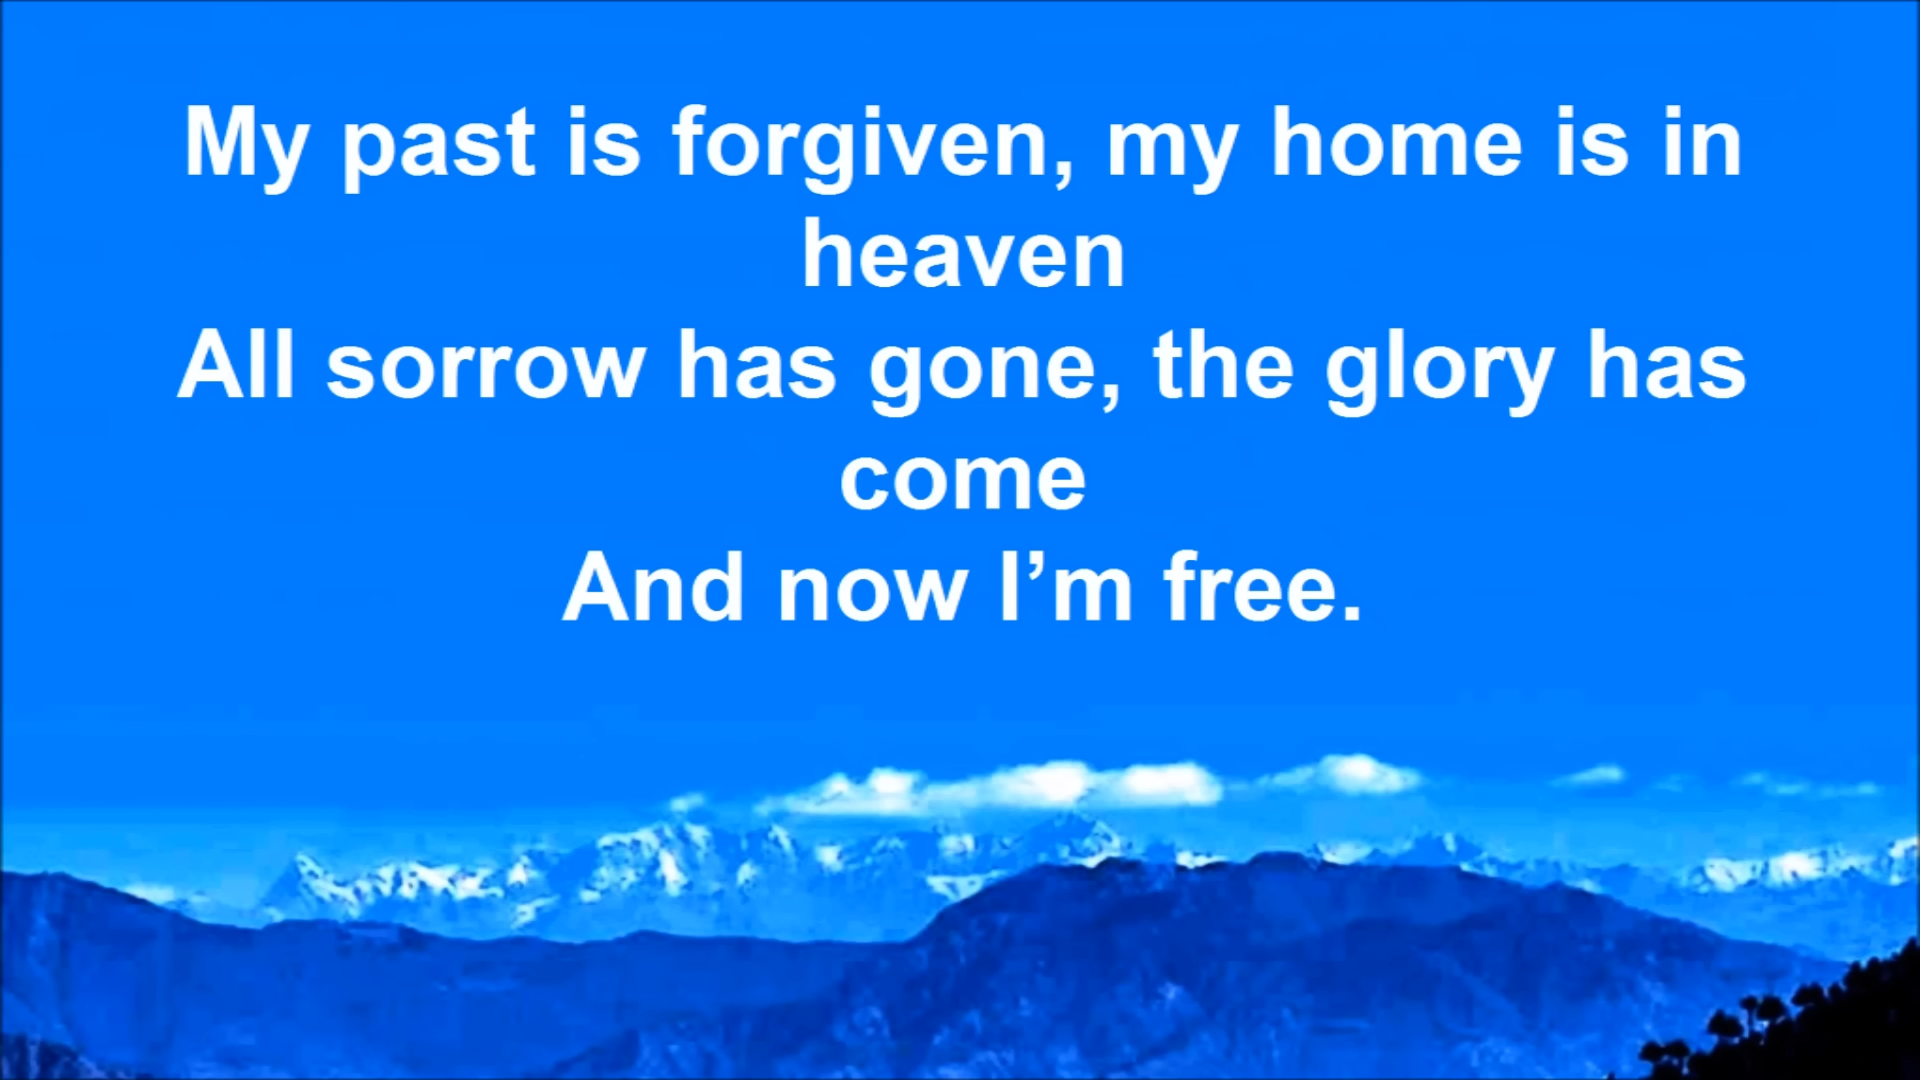 My past is forgiven, my home is in
heaven
All sorrow has gone, the glory has
come
And now I’m free.